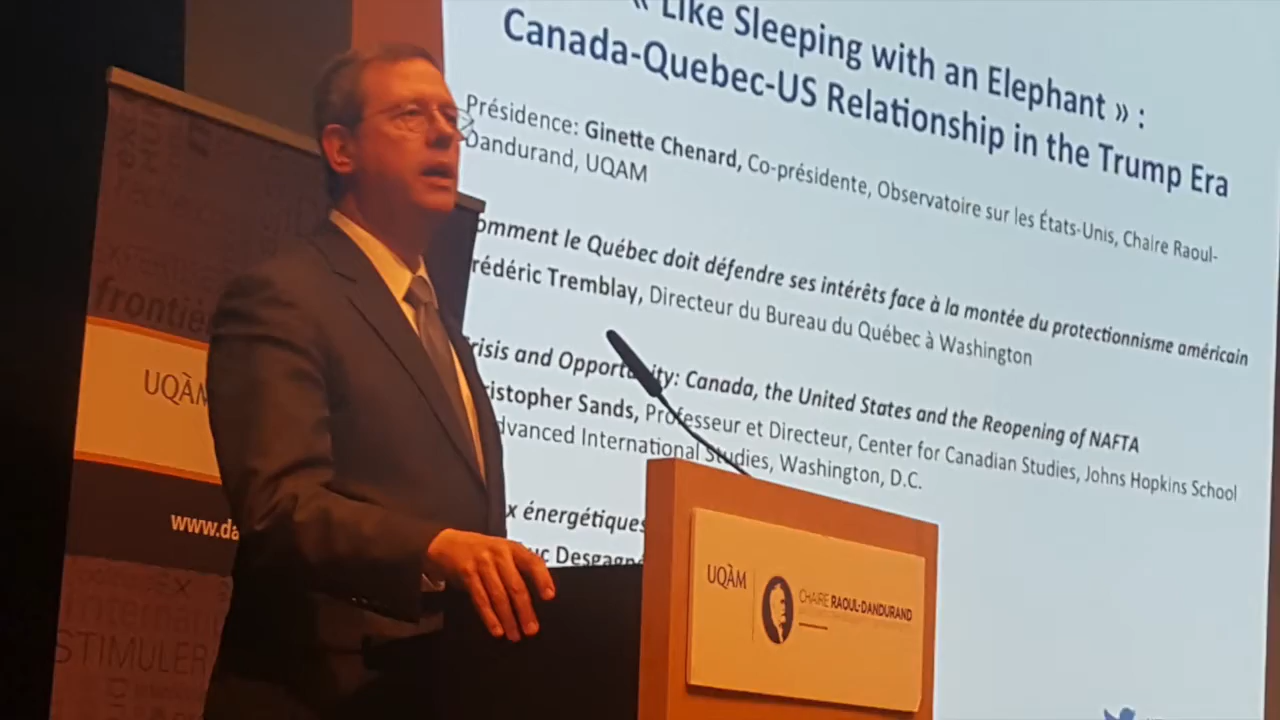 « Like Sleeping with an Elephant » :
Canada-Quebec-US Relationship in the Trump Era
Présidence: Ginette Chenard, Co-présidente, Observatoire sur les États-Unis, Chaire Raoul-
Dandurand, UQAM
omment le Québec doit défendre ses intérêts face à la montée du protectionnisme américain
rédéric Tremblay, Directeur du Bureau du Québec à Washington
risis and Opportunity: Canada, the United States and the Reopening of NAFTA
ristopher Sands, Professeur et Directeur, Center for Canadian Studies, Johns Hopkins School
dvanced International Studies, Washington, D.C.
x énergétiques
uc Desgagné
frontière
UQÀM
www.da
STIMULER
UQÀM
CHAIRE RAOUL-DANDURAND